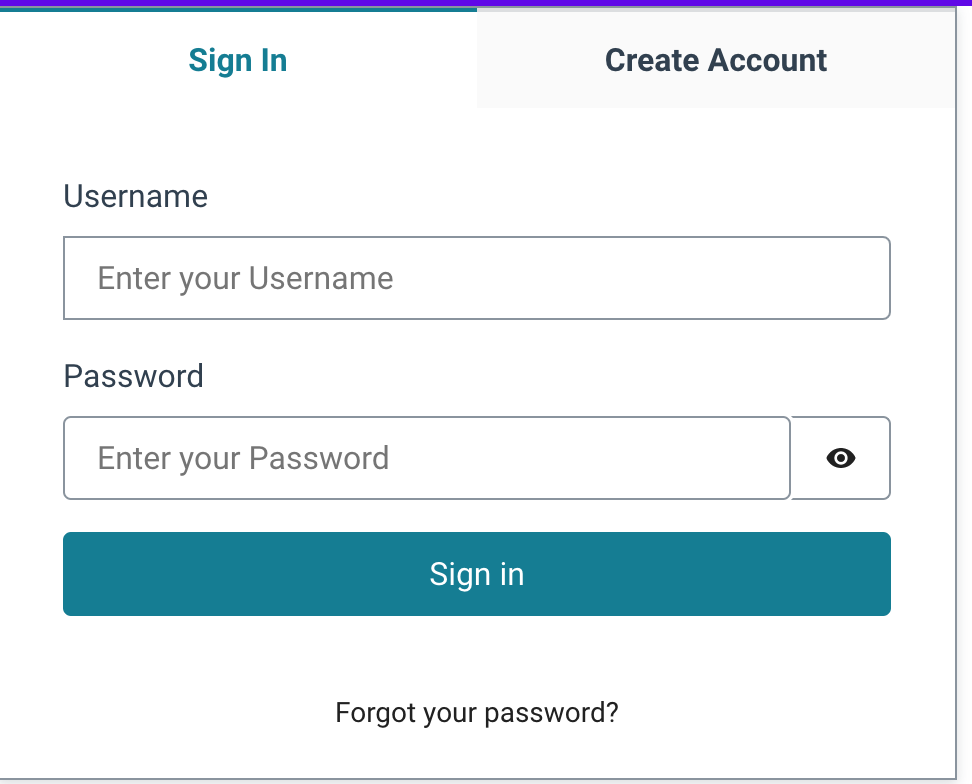 Sign In
Create Account
Username
Enter your Username
Password
Enter your Password
Sign in
Forgot your password?